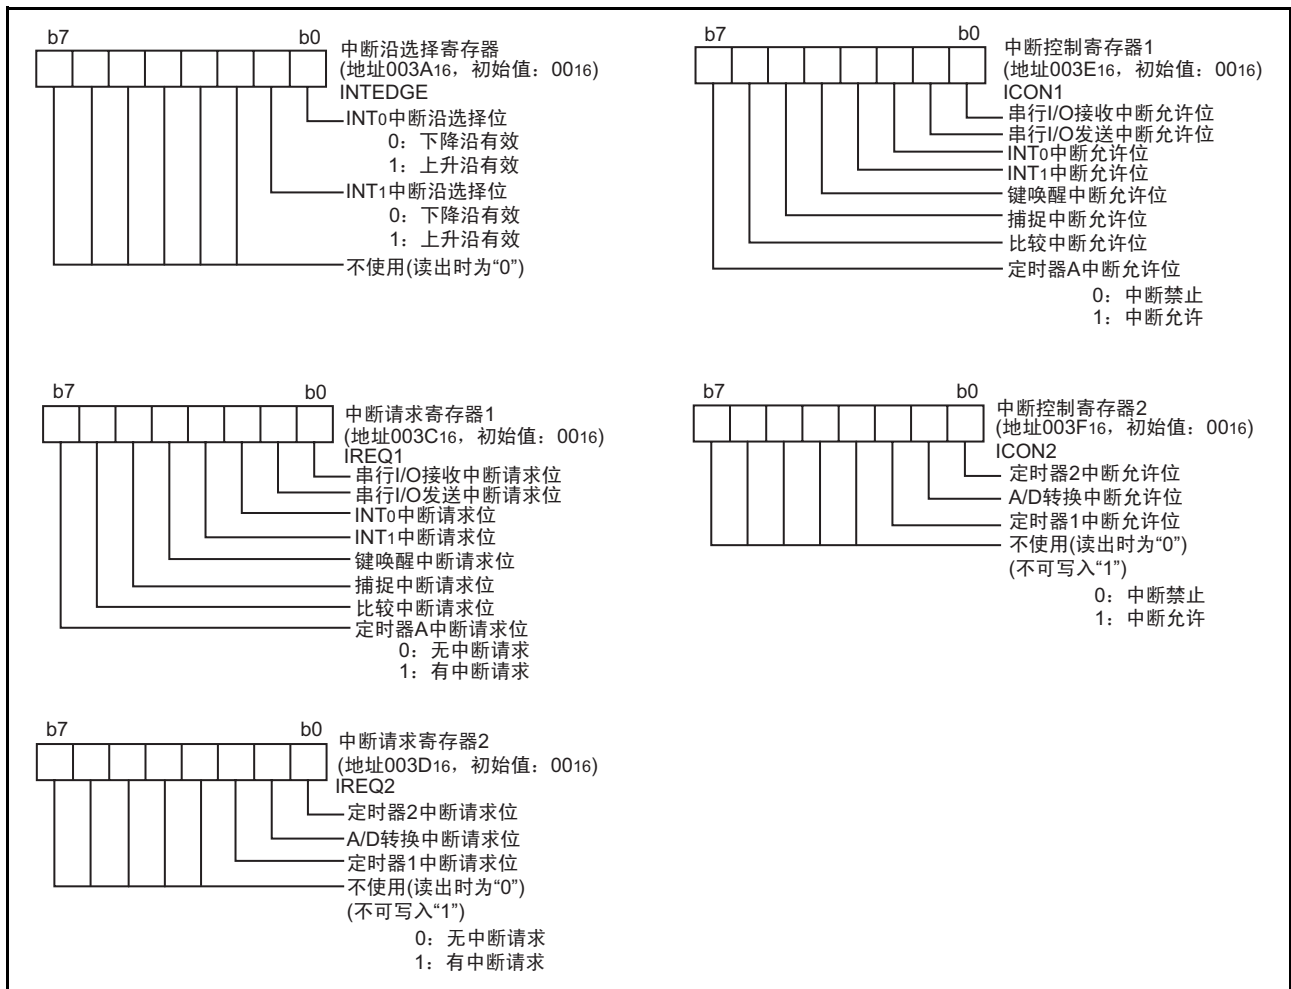 b7 b0
中断沿选择寄存器
(地址003A16，初始值：0016)
INTEDGE
INT0中断沿选择位
0：下降沿有效
1：上升沿有效
INT1中断沿选择位
0：下降沿有效
1：上升沿有效
不使用(读出时为“0”)
b7 b0
中断控制寄存器1
(地址003E16，初始值：0016)
ICON1
串行I/O接收中断允许位
串行I/O发送中断允许位
INT0中断允许位
INT1中断允许位
键唤醒中断允许位
捕捉中断允许位
比较中断允许位
定时器A中断允许位
0：中断禁止
1：中断允许
b7 b0
中断请求寄存器1
(地址003C16，初始值：0016)
IREQ1
串行I/O接收中断请求位
串行I/O发送中断请求位
INT0中断请求位
INT1中断请求位
键唤醒中断请求位
捕捉中断请求位
比较中断请求位
定时器A中断请求位
0：无中断请求
1：有中断请求
b7 b0
中断控制寄存器2
(地址003F16，初始值：0016)
ICON2
定时器2中断允许位
A/D转换中断允许位
定时器1中断允许位
不使用(读出时为“0”)
(不可写入“1”)
0：中断禁止
1：中断允许
b7 b0
中断请求寄存器2
(地址003D16，初始值：0016)
IREQ2
定时器2中断请求位
A/D转换中断请求位
定时器1中断请求位
不使用(读出时为“0”)
(不可写入“1”)
0：无中断请求
1：有中断请求